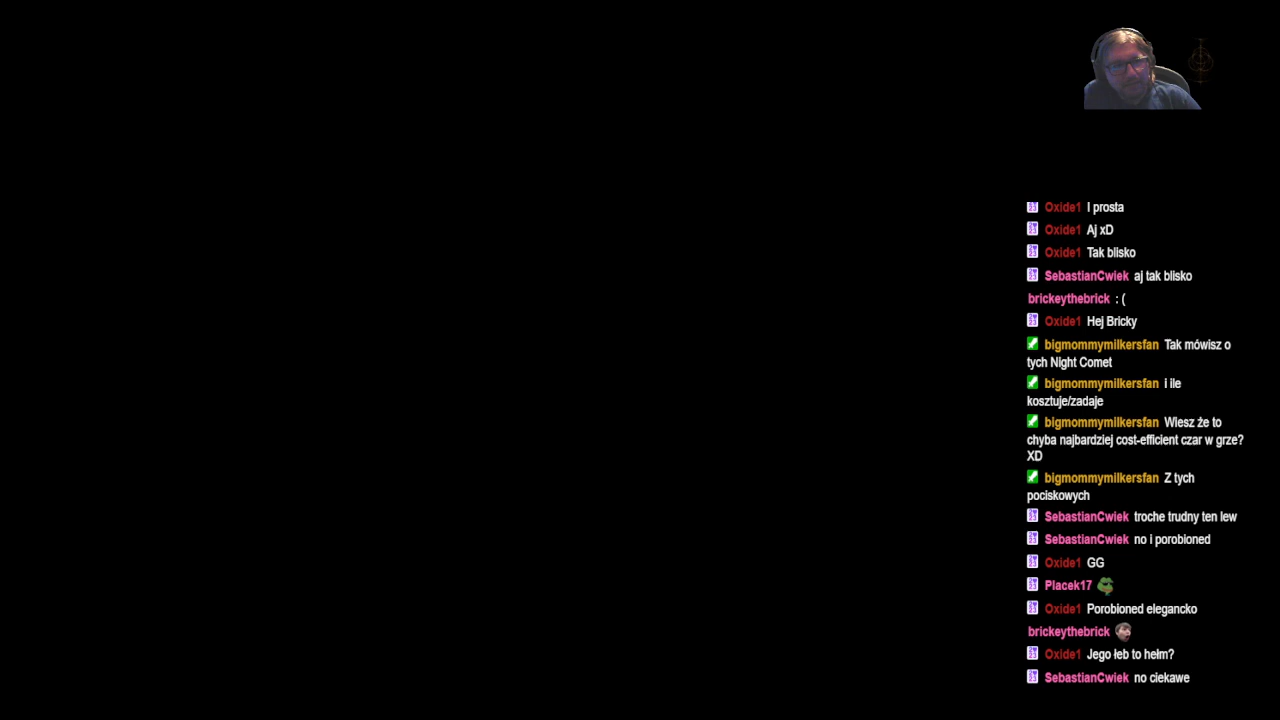 Oxide1 I prosta
Oxide1 Aj xD
Oxide1 Tak blisko
SebastianCwiek aj tak blisko
brickeythebrick : (
Oxide1 Hej Bricky
bigmommymilkersfan Tak mówisz o
tych Night Comet
bigmommymilkersfan i ile
kosztuje/zadaje
bigmommymilkersfan Wiesz że to
chyba najbardziej cost-efficient czar w grze?
XD
bigmommymilkersfan Z tych
pociskowych
SebastianCwiek troche trudny ten lew
SebastianCwiek no i porobioned
Oxide1 GG
Placek17
Oxide1 Porobioned elegancko
brickeythebrick
Oxide1 Jego łeb to hełm?
SebastianCwiek no ciekawe